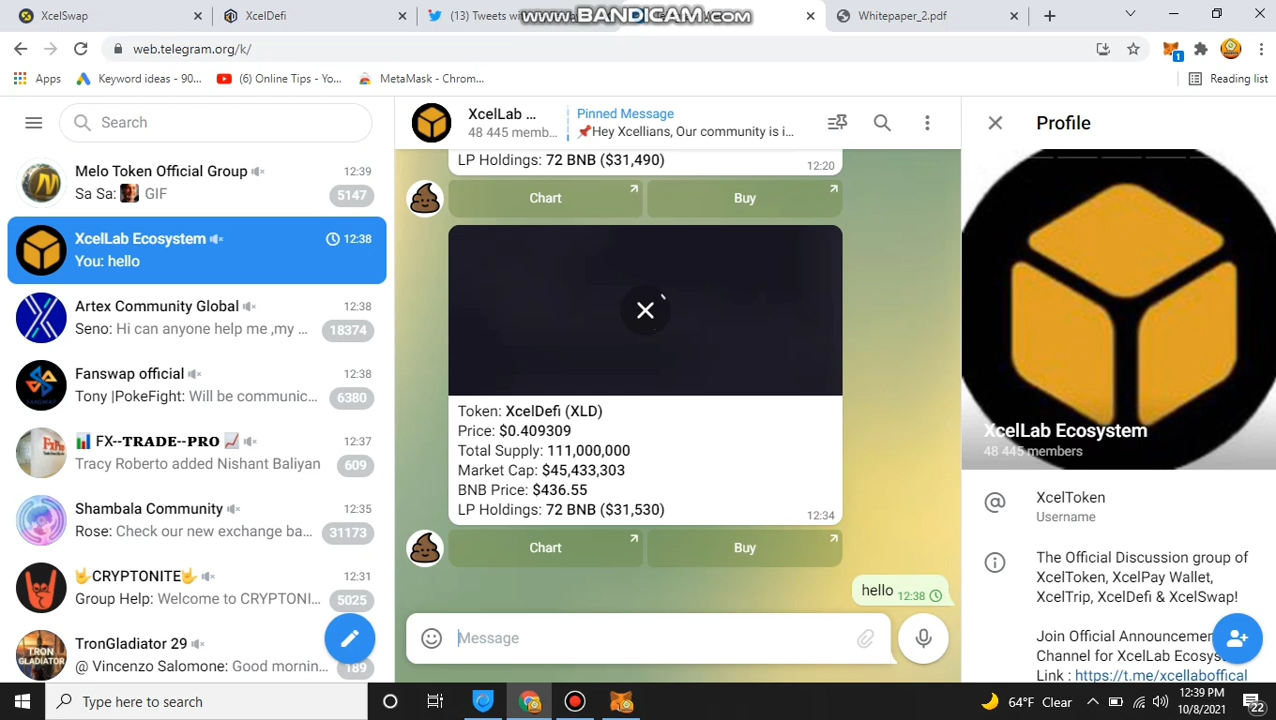 XcelSwap
XcelDefi
(13) Tweets wi
www.BANDICAM.com
Whitepaper_2.pdf
web.telegram.org/k/
1
Apps
Keyword ideas - 90...
(6) Online Tips - Yo...
MetaMask - Chrom...
Reading list
Search
Melo Token Official Group
12:39
Sa Sa: GIF
5147
XcelLab Ecosystem
12:38
You: hello
Artex Community Global
12:38
Seno: Hi can anyone help me ,my ...
18374
Fanswap official
12:38
Tony |PokeFight: Will be communic...
6380
FX--TRADE--PRO
12:37
Tracy Roberto added Nishant Baliyan
609
Shambala Community
12:35
Rose: Check our new exchange ba...
31173
🤟CRYPTONITE🤟
12:31
Group Help: Welcome to CRYPTONI...
5025
TronGladiator 29
12:30
@ Vincenzo Salomone: Good mornin...
189
XcelLab ...
48 445 memb...
Pinned Message
📌Hey Xcellians, Our community is i...
LP Holdings: 72 BNB ($31,490)
12:20
Chart
Buy
Token: XcelDefi (XLD)
Price: $0.409309
Total Supply: 111,000,000
Market Cap: $45,433,303
BNB Price: $436.55
LP Holdings: 72 BNB ($31,530)
12:34
Chart
Buy
hello 12:38
Message
Profile
XcelLab Ecosystem
48 445 members
XcelToken
Username
The Official Discussion group of
XcelToken, XcelPay Wallet,
XcelTrip, XcelDefi & XcelSwap!
Join Official Announcemen
Channel for XcelLab Ecosys
Link : https://t.me/xcellaboffical
Type here to search
64°F Clear
12:39 PM
10/8/2021
22